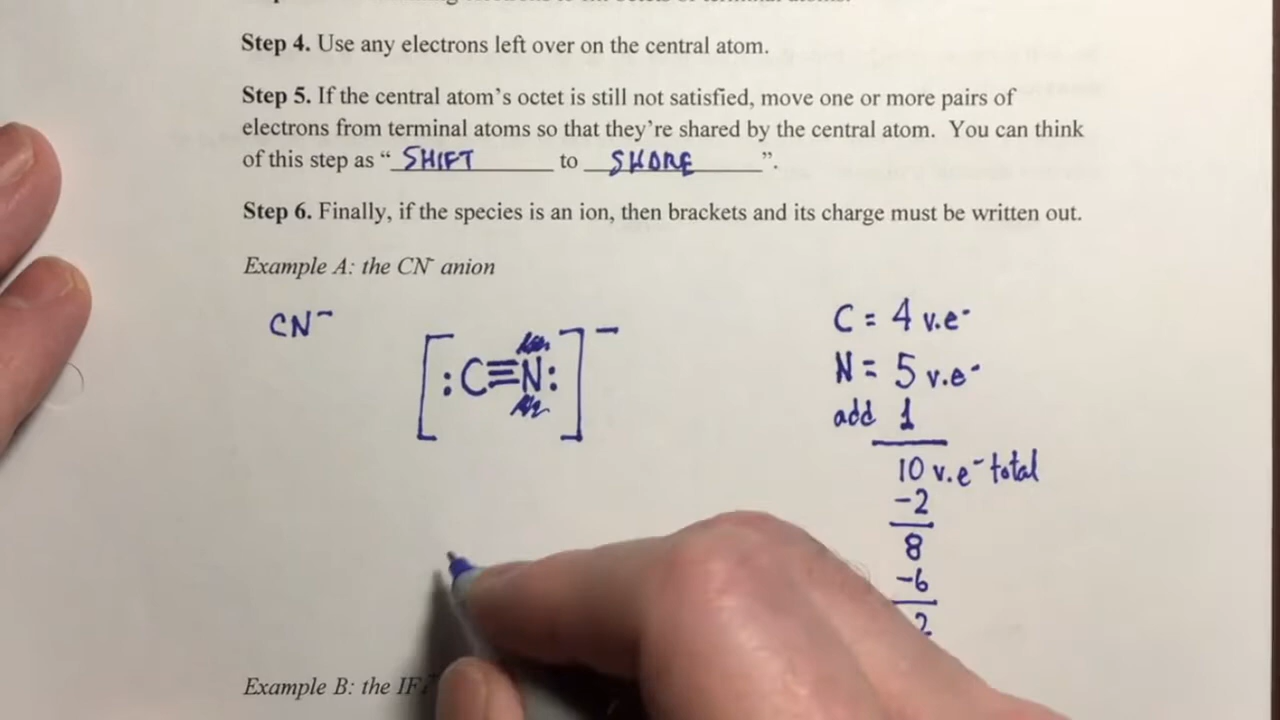 Step 4. Use any electrons left over on the central atom.
Step 5. If the central atom’s octet is still not satisfied, move one or more pairs of
electrons from terminal atoms so that they’re shared by the central atom. You can think
of this step as “ SHIFT to SHARE ”.
Step 6. Finally, if the species is an ion, then brackets and its charge must be written out.
Example A: the CN⁻ anion
CN⁻
[:C≡N:]⁻
C = 4 v.e⁻
N = 5 v.e⁻
add 1
10 v.e⁻ total
-2
8
-6
2
Example B: the